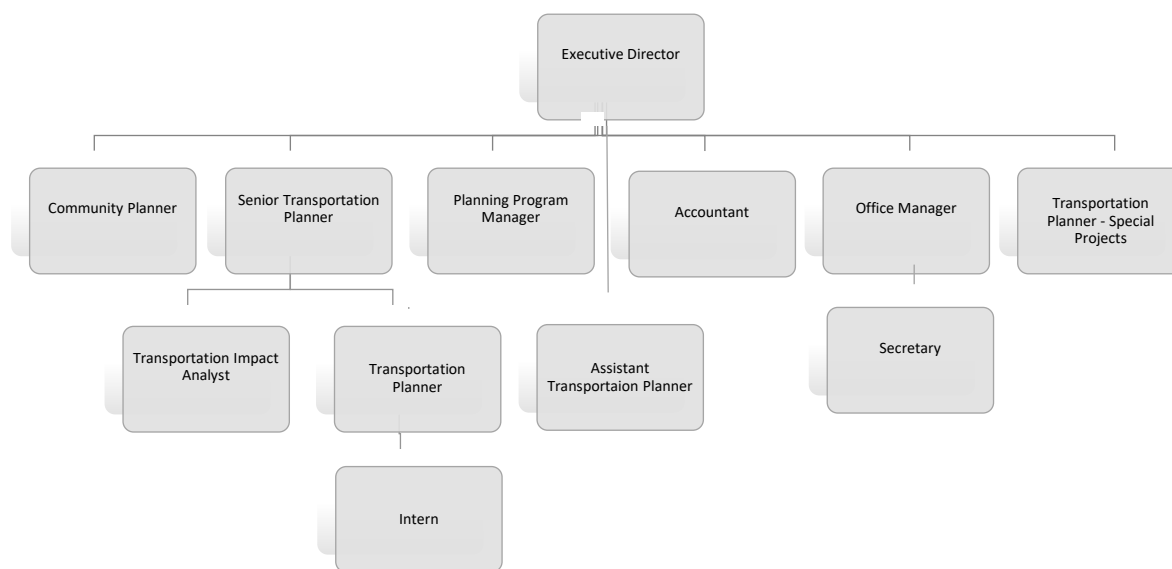 Executive Director
Community Planner
Senior Transportation
Planner
Planning Program
Manager
Accountant
Office Manager
Transportation
Planner - Special
Projects
Transportation Impact
Analyst
Transportation
Planner
Assistant
Transportaion Planner
Secretary
Intern